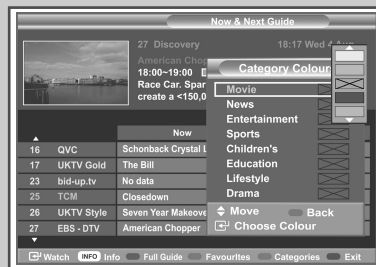 Now & Next Guide
27 Discovery
18:17 Wed 4 Aug
American Chop
18:00~19:00
Race Car. Spar
create a <150,0
Category Colour
Movie
News
Entertainment
Sports
Children's
Education
Lifestyle
Drama
Move Back
Choose Colour
Now
16 QVC Schonback Crystal L
17 UKTV Gold The Bill
23 bid-up.tv No data
25 TCM Closedown
26 UKTV Style Seven Year Makeove
27 EBS - DTV American Chopper
Watch INFO Info Full Guide Favourites Categories Exit